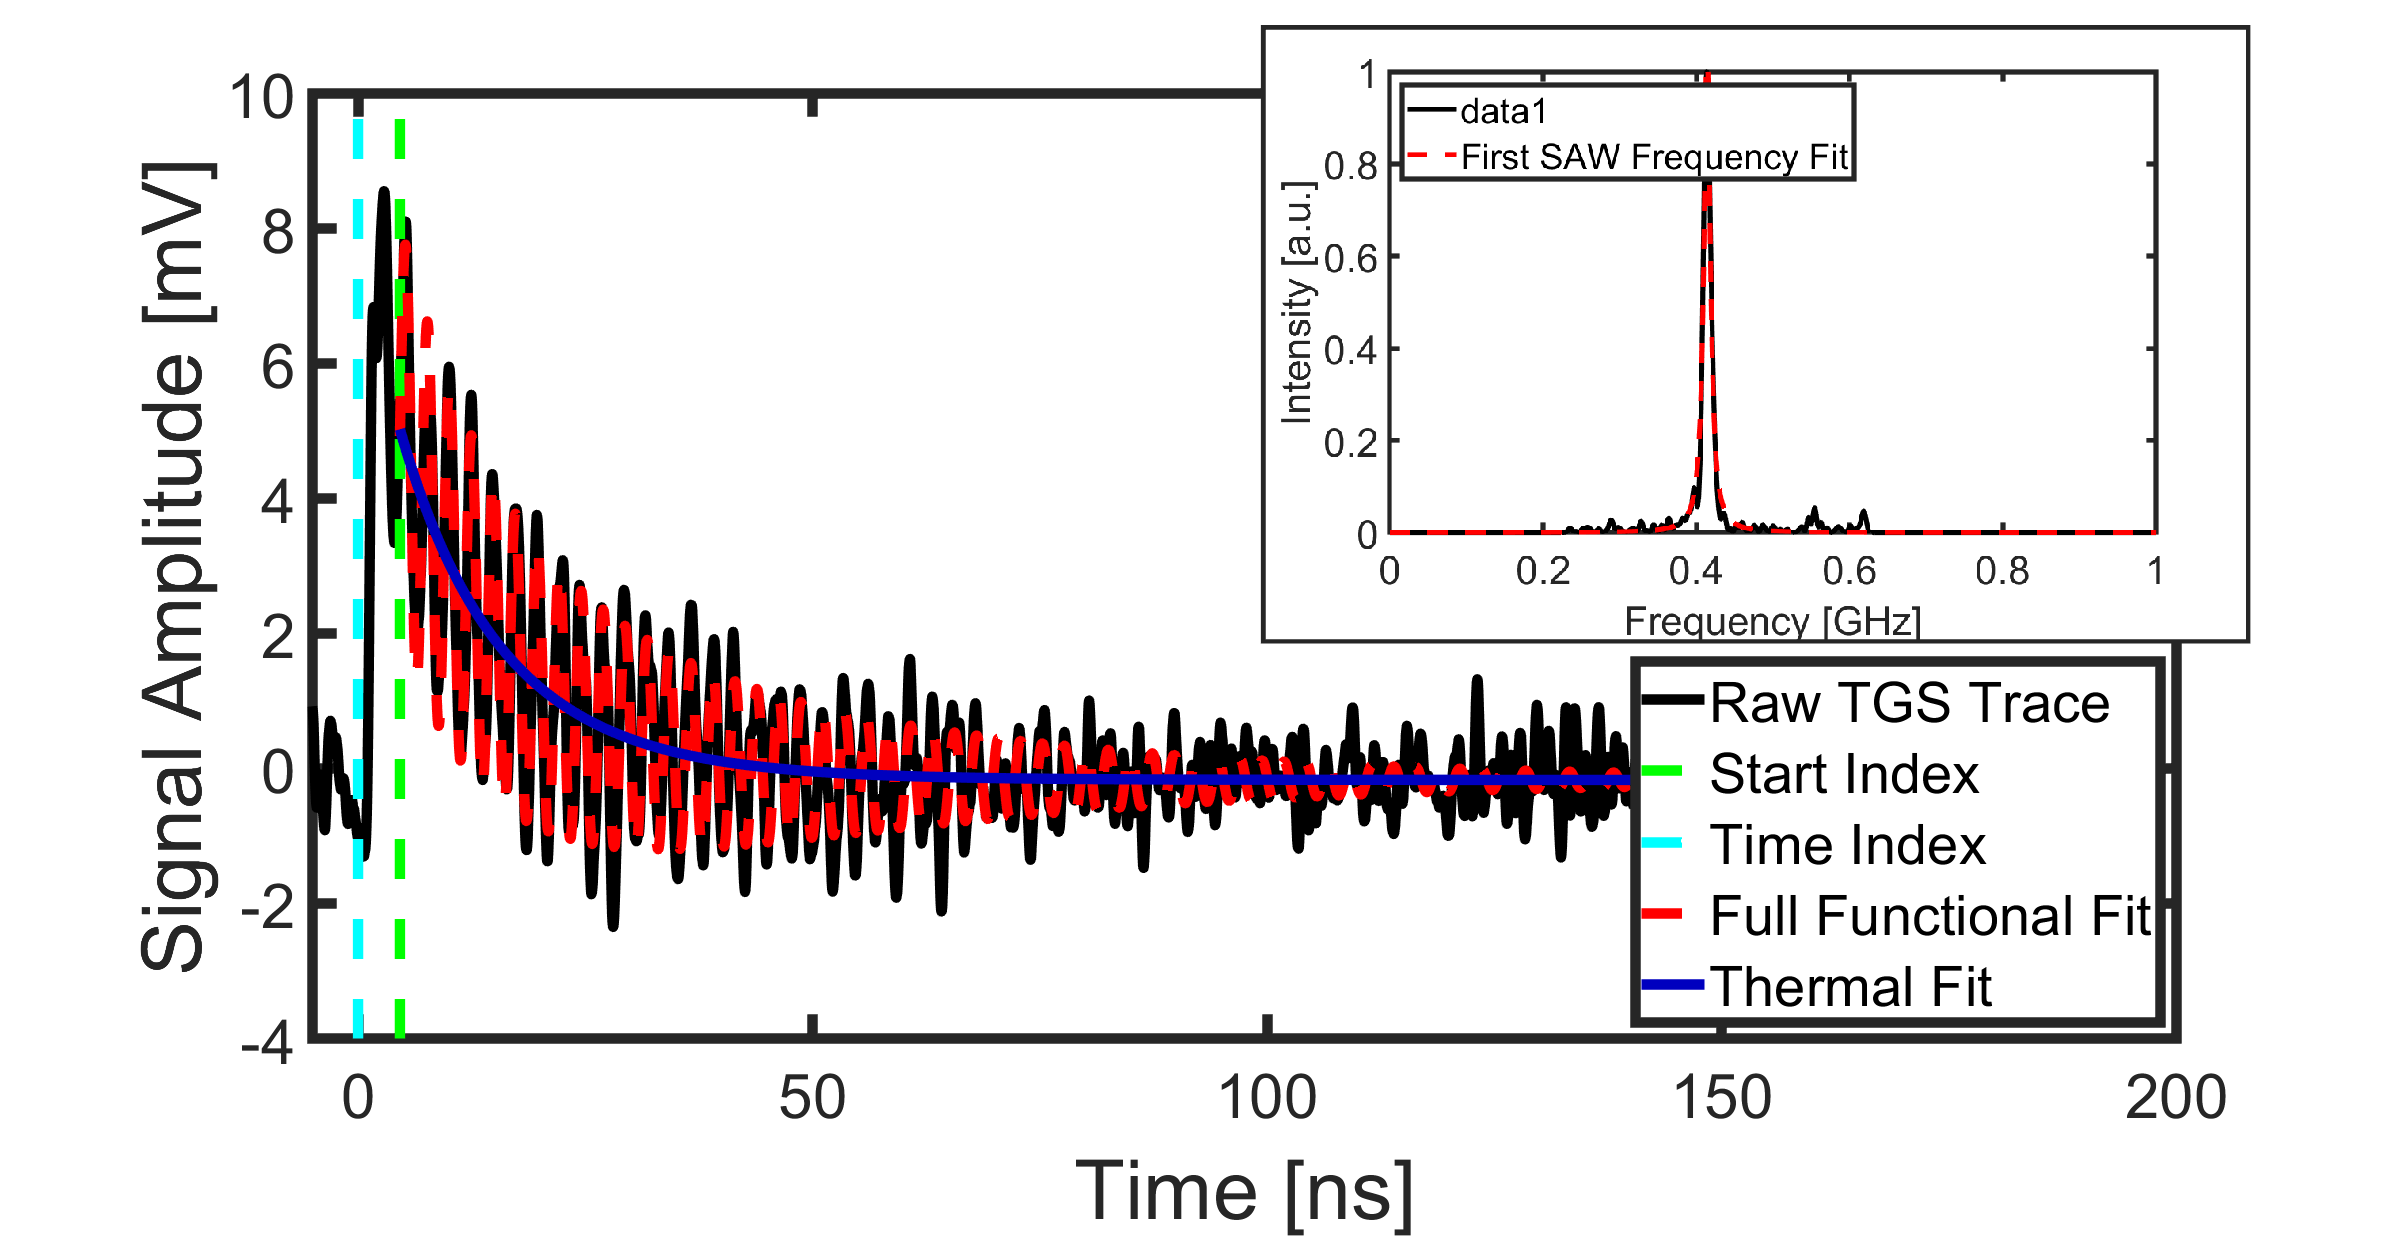 10
8
6
4
2
0
-2
-4
Signal Amplitude [mV]
0
50
100
150
200
Time [ns]
1
0.8
0.6
0.4
0.2
0
Intensity [a.u.]
data1
First SAW Frequency Fit
0
0.2
0.4
0.6
0.8
1
Frequency [GHz]
Raw TGS Trace
Start Index
Time Index
Full Functional Fit
Thermal Fit